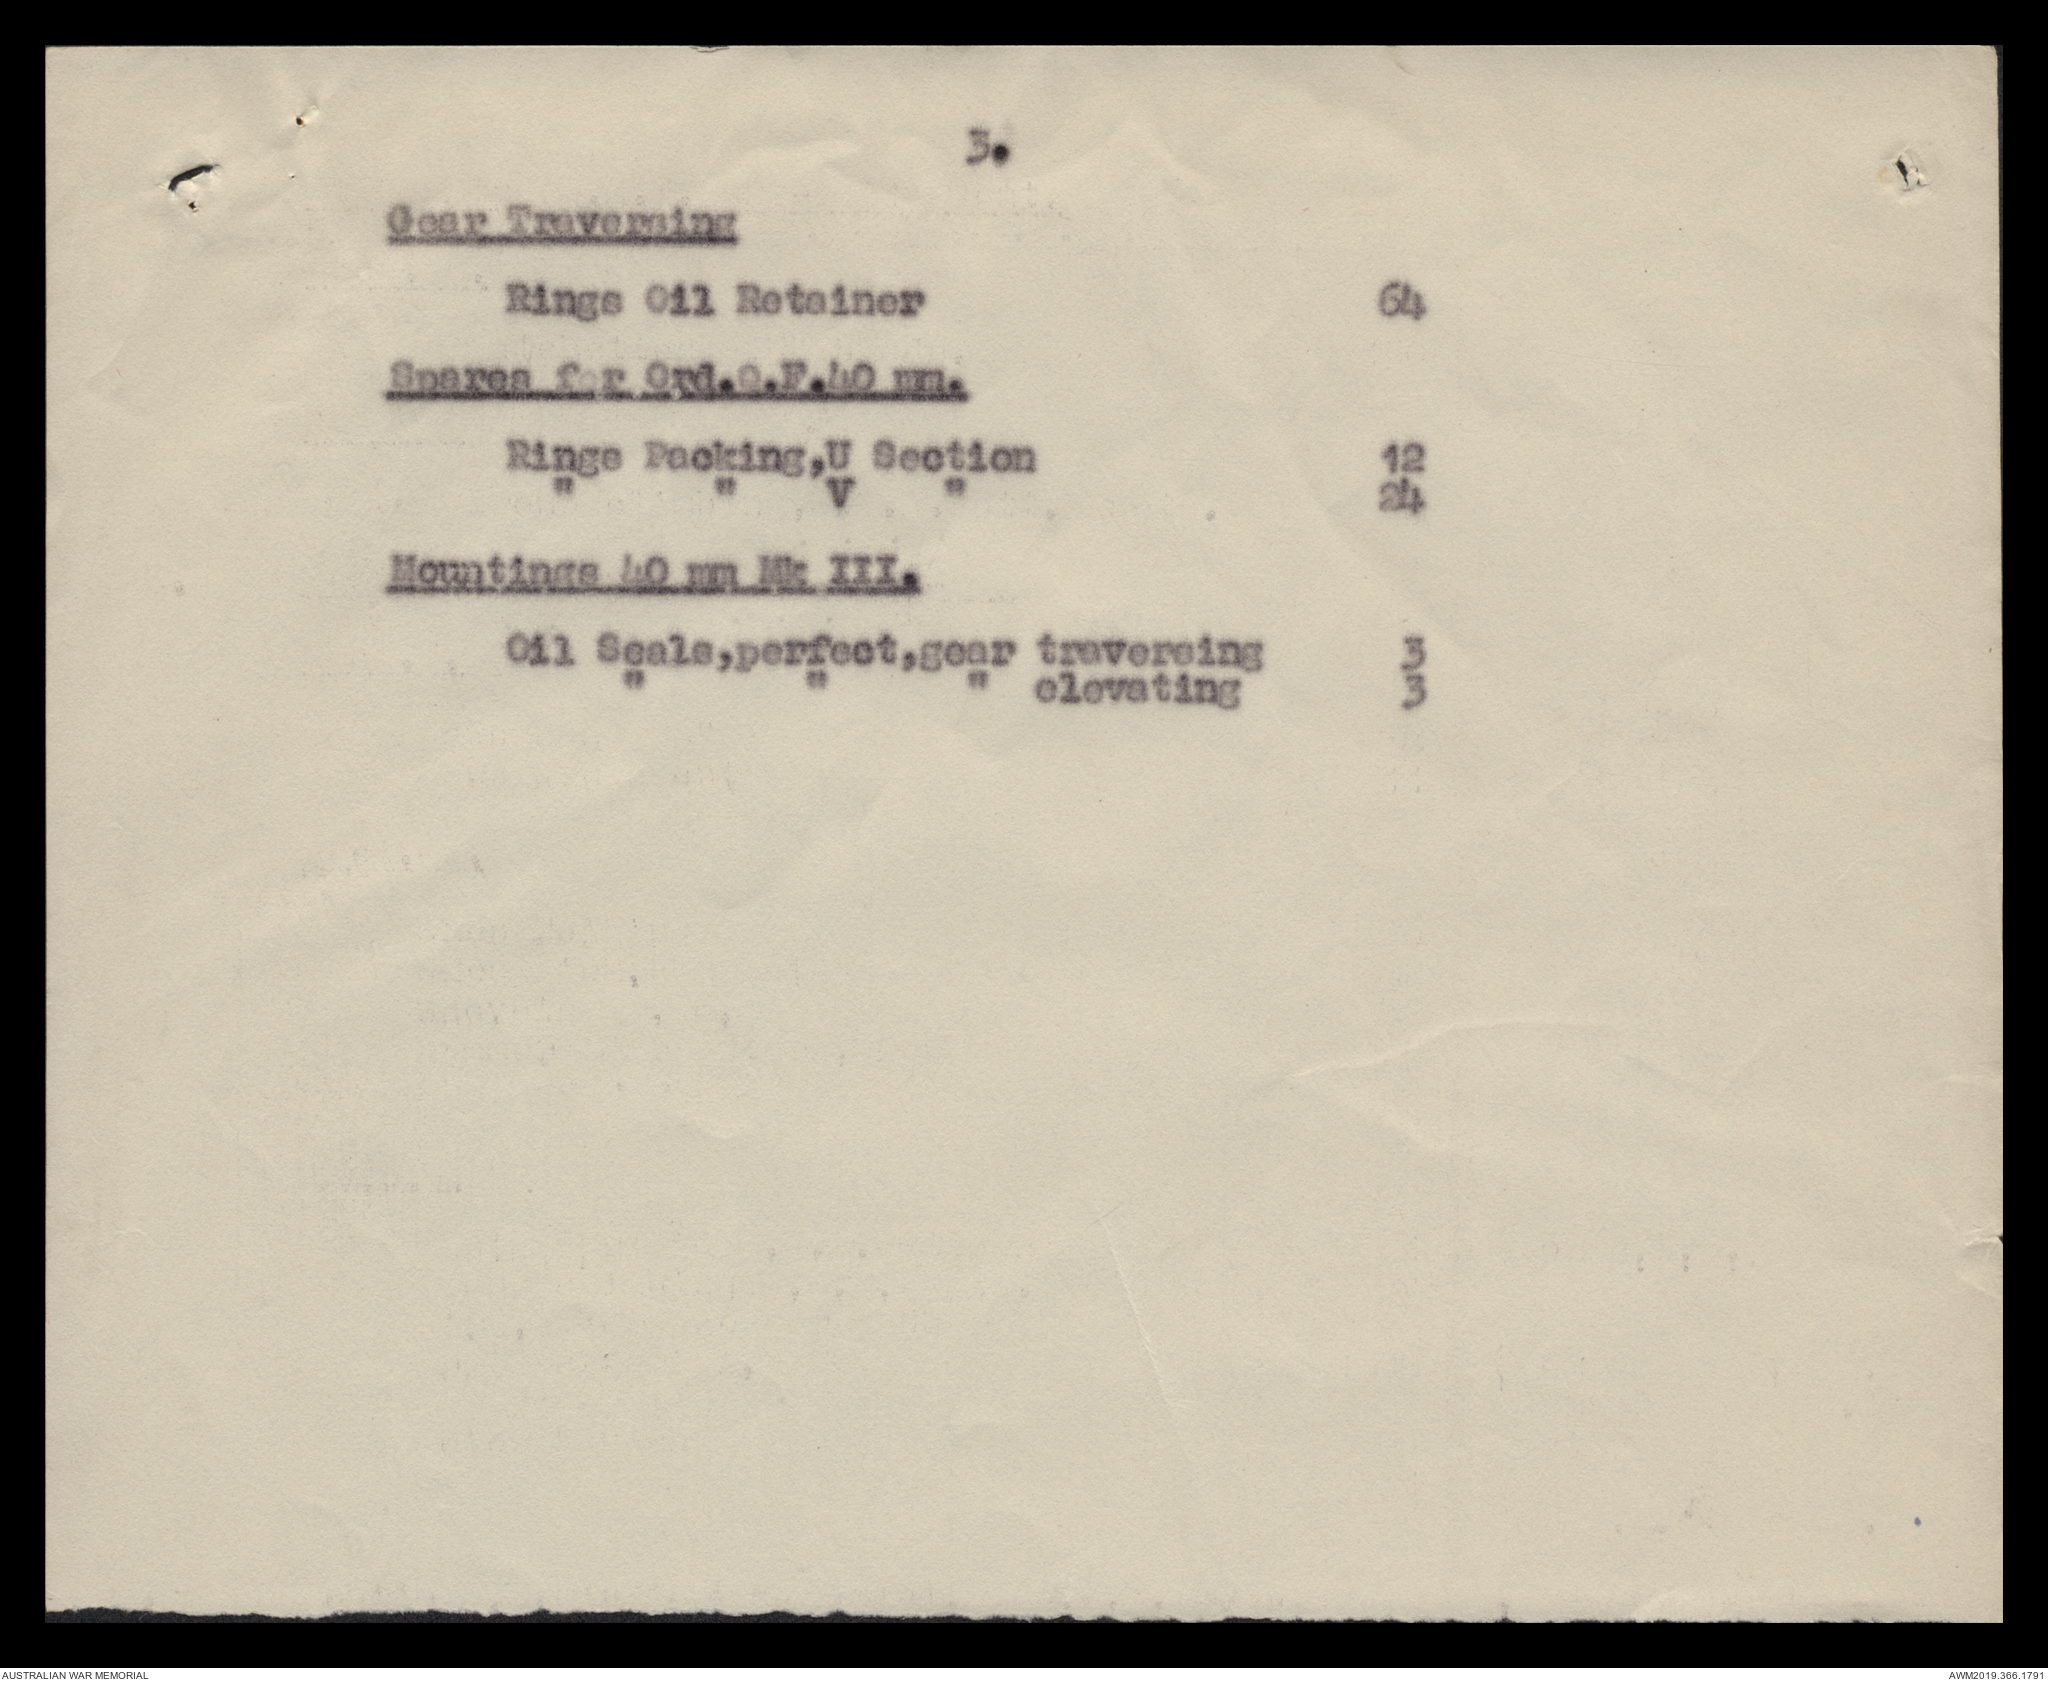 3.
Gear Traversing
Rings Oil Retainer 64
Spares for Ord.Q.F.40 mm.
Rings Packing,U Section 12
" " V " 24
Mountings 40 mm Mk III.
Oil Seals,perfect,gear traversing 3
" " " elevating 3
AUSTRALIAN WAR MEMORIAL AWM2019.366.1791